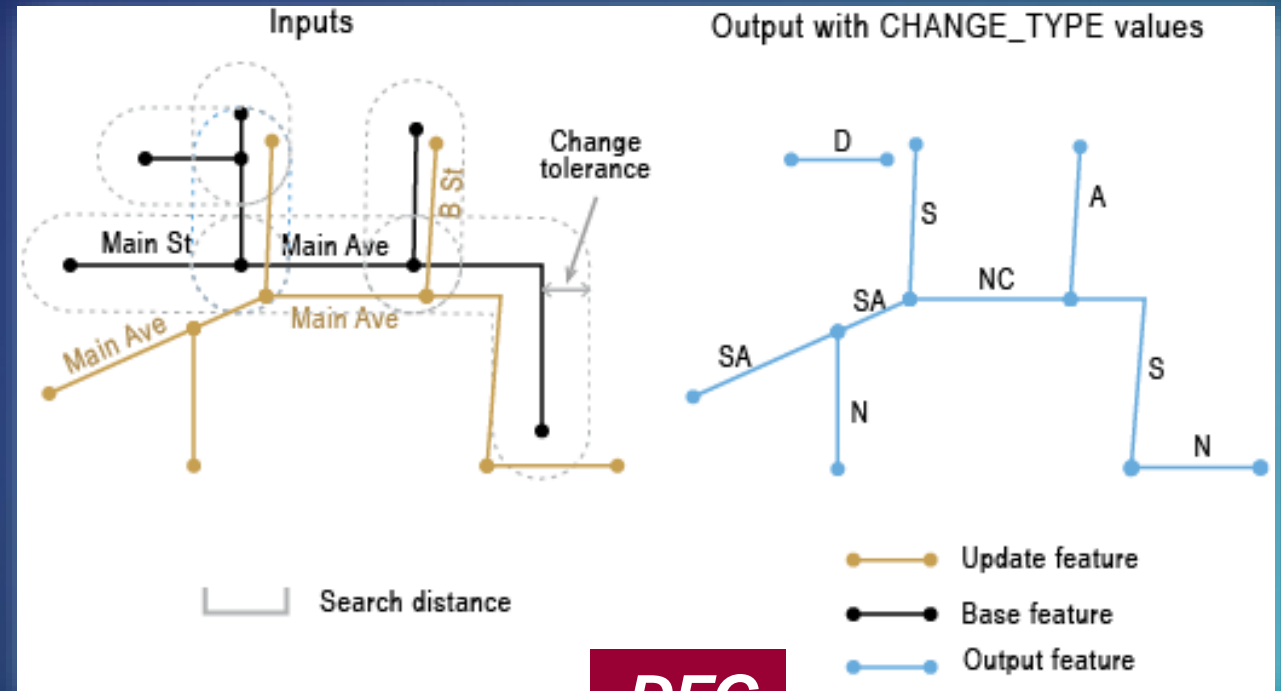 Inputs
Output with CHANGE_TYPE values
Change
tolerance
B St
Main St
Main Ave
Main Ave
Main Ave
D
S
A
NC
SA
SA
S
N
N
Search distance
Update feature
Base feature
Output feature